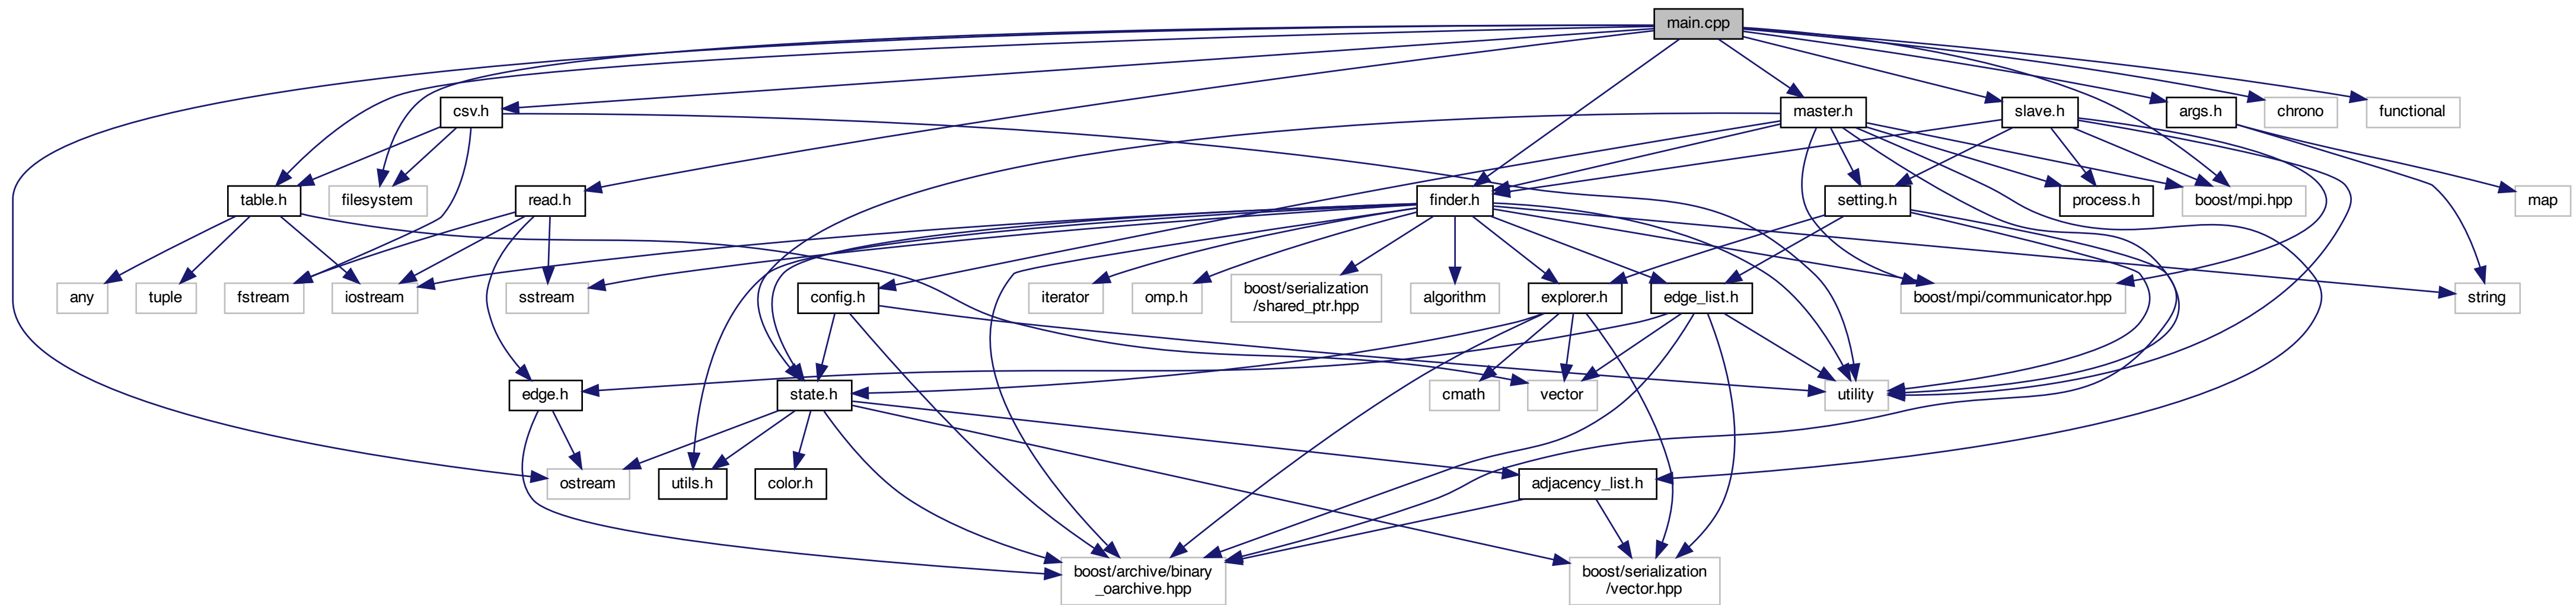 main.cpp
csv.h
master.h
slave.h
args.h
chrono
functional
table.h
filesystem
read.h
finder.h
setting.h
process.h
boost/mpi.hpp
map
any
tuple
fstream
iostream
sstream
config.h
iterator
omp.h
boost/serialization
/shared_ptr.hpp
algorithm
explorer.h
edge_list.h
boost/mpi/communicator.hpp
string
edge.h
state.h
cmath
vector
utility
ostream
utils.h
color.h
adjacency_list.h
boost/archive/binary
_oarchive.hpp
boost/serialization
/vector.hpp